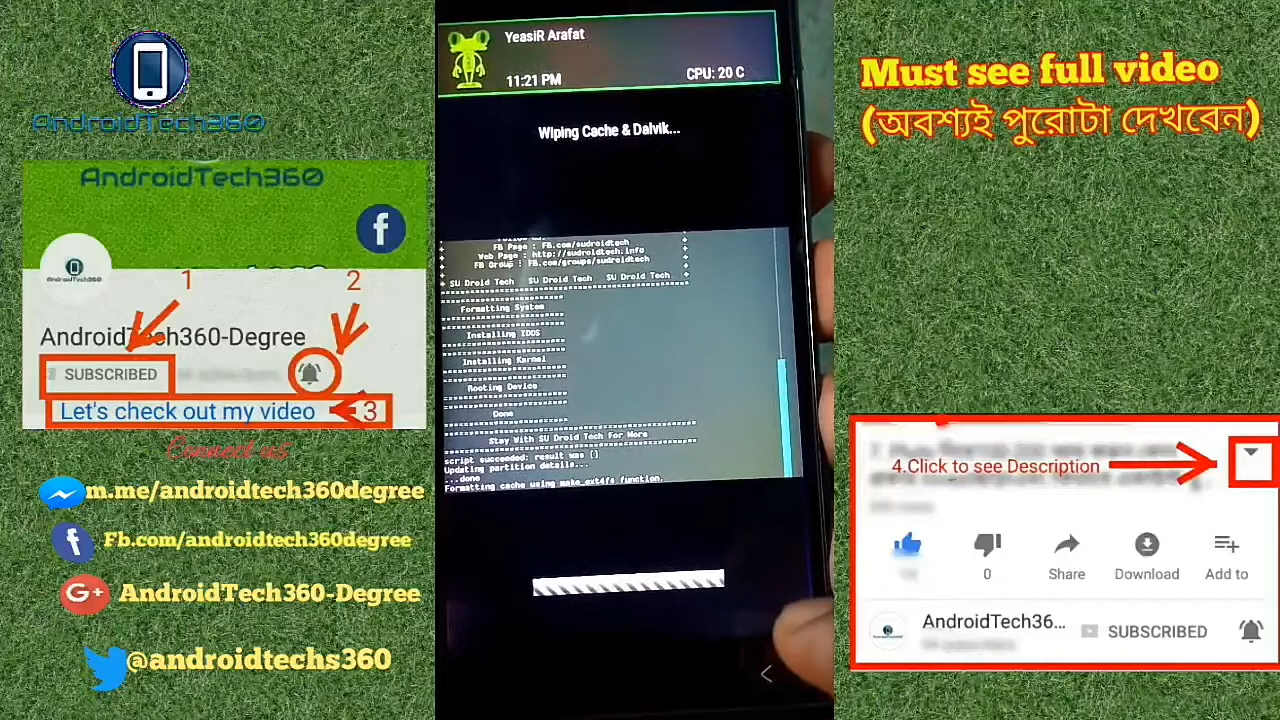 AndroidTech360
AndroidTech360
f
1
2
AndroidTech360-Degree
SUBSCRIBED
Let's check out my video
3
Connect us
m.me/androidtech360degree
Fb.com/androidtech360degree
G+ AndroidTech360-Degree
@androidtechs360
YeasiR Arafat
11:21 PM
CPU: 20 C
Wiping Cache & Dalvik...
FB Page : FB.com/sudroidtech
Web Page : http://sudroidtech.info
FB Group : FB.com/groups/sudroidtech
SU Droid Tech SU Droid Tech SU Droid Tech
Formatting System
Installing IDOS
Installing Karnel
Rooting Device
Done
Stay With SU Droid Tech For More
script succeeded: result was []
Updating partition details...
...done
Formatting cache using make_ext4fs function.
Must see full video
(অবশ্যই পুরোটা দেখবেন)
4.Click to see Description
0
Share
Download
Add to
AndroidTech36...
SUBSCRIBED